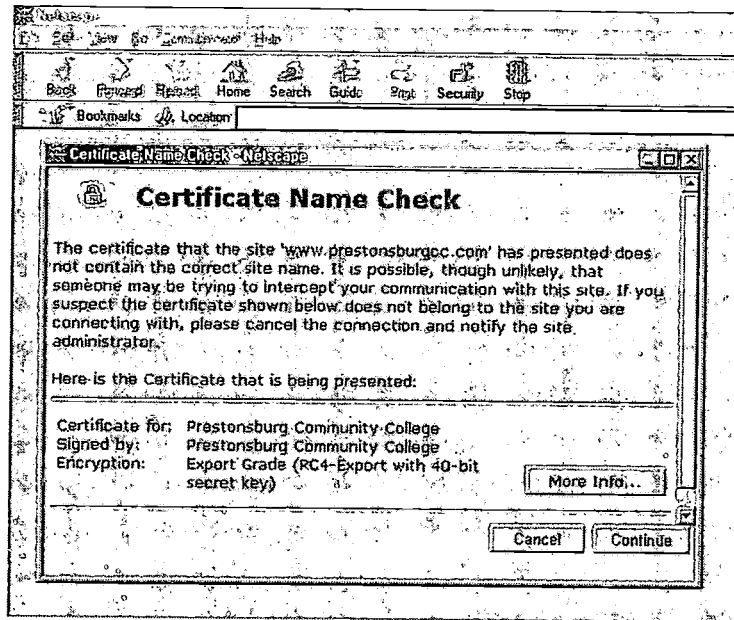 Netscape
Go Communicator Help
Back Forward Reload Home Search Guide Print Security Stop
Bookmarks Location
Certificate Name Check - Netscape
Certificate Name Check
The certificate that the site 'www.prestonsburgcc.com' has presented does
not contain the correct site name. It is possible, though unlikely, that
someone may be trying to intercept your communication with this site. If you
suspect the certificate shown below does not belong to the site you are
connecting with, please cancel the connection and notify the site
administrator.
Here is the Certificate that is being presented:
Certificate for: Prestonsburg Community College
Signed by: Prestonsburg Community College
Encryption: Export Grade (RC4-Export with 40-bit
secret key)
More Info...
Cancel Continue